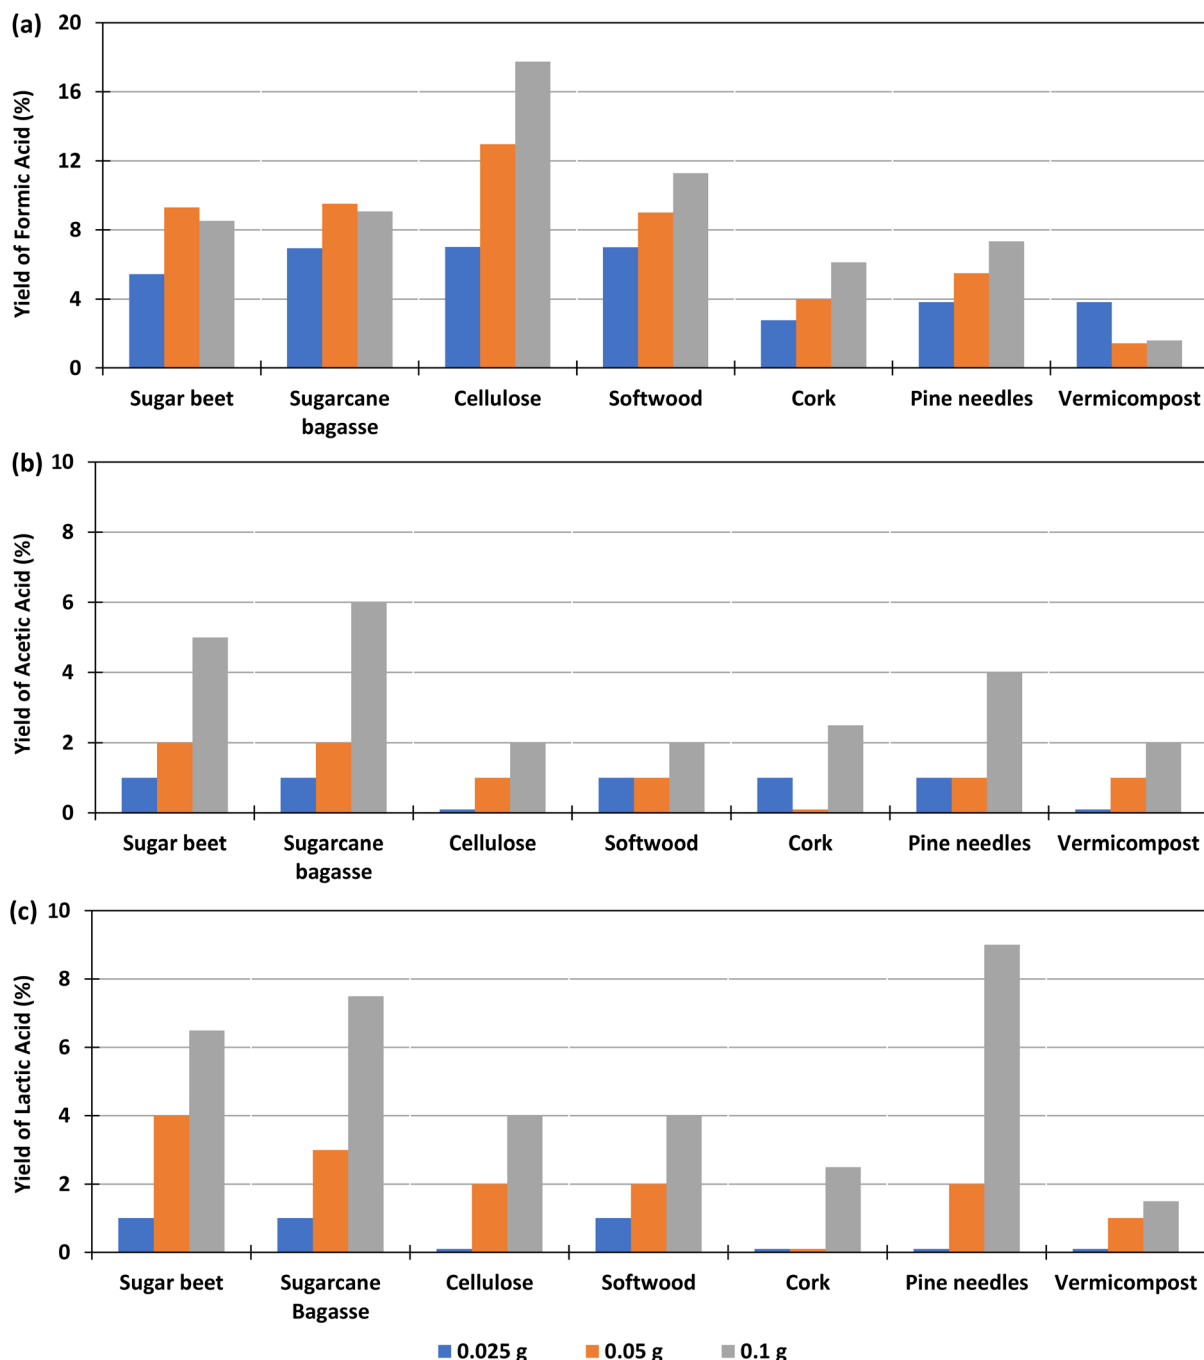 (a)
Yield of Formic Acid (%)
20
16
12
8
4
0
Sugar beet
Sugarcane
bagasse
Cellulose
Softwood
Cork
Pine needles
Vermicompost
(b)
Yield of Acetic Acid (%)
10
8
6
4
2
0
Sugar beet
Sugarcane
bagasse
Cellulose
Softwood
Cork
Pine needles
Vermicompost
(c)
Yield of Lactic Acid (%)
10
8
6
4
2
0
Sugar beet
Sugarcane
Bagasse
Cellulose
Softwood
Cork
Pine needles
Vermicompost
0.025 g
0.05 g
0.1 g